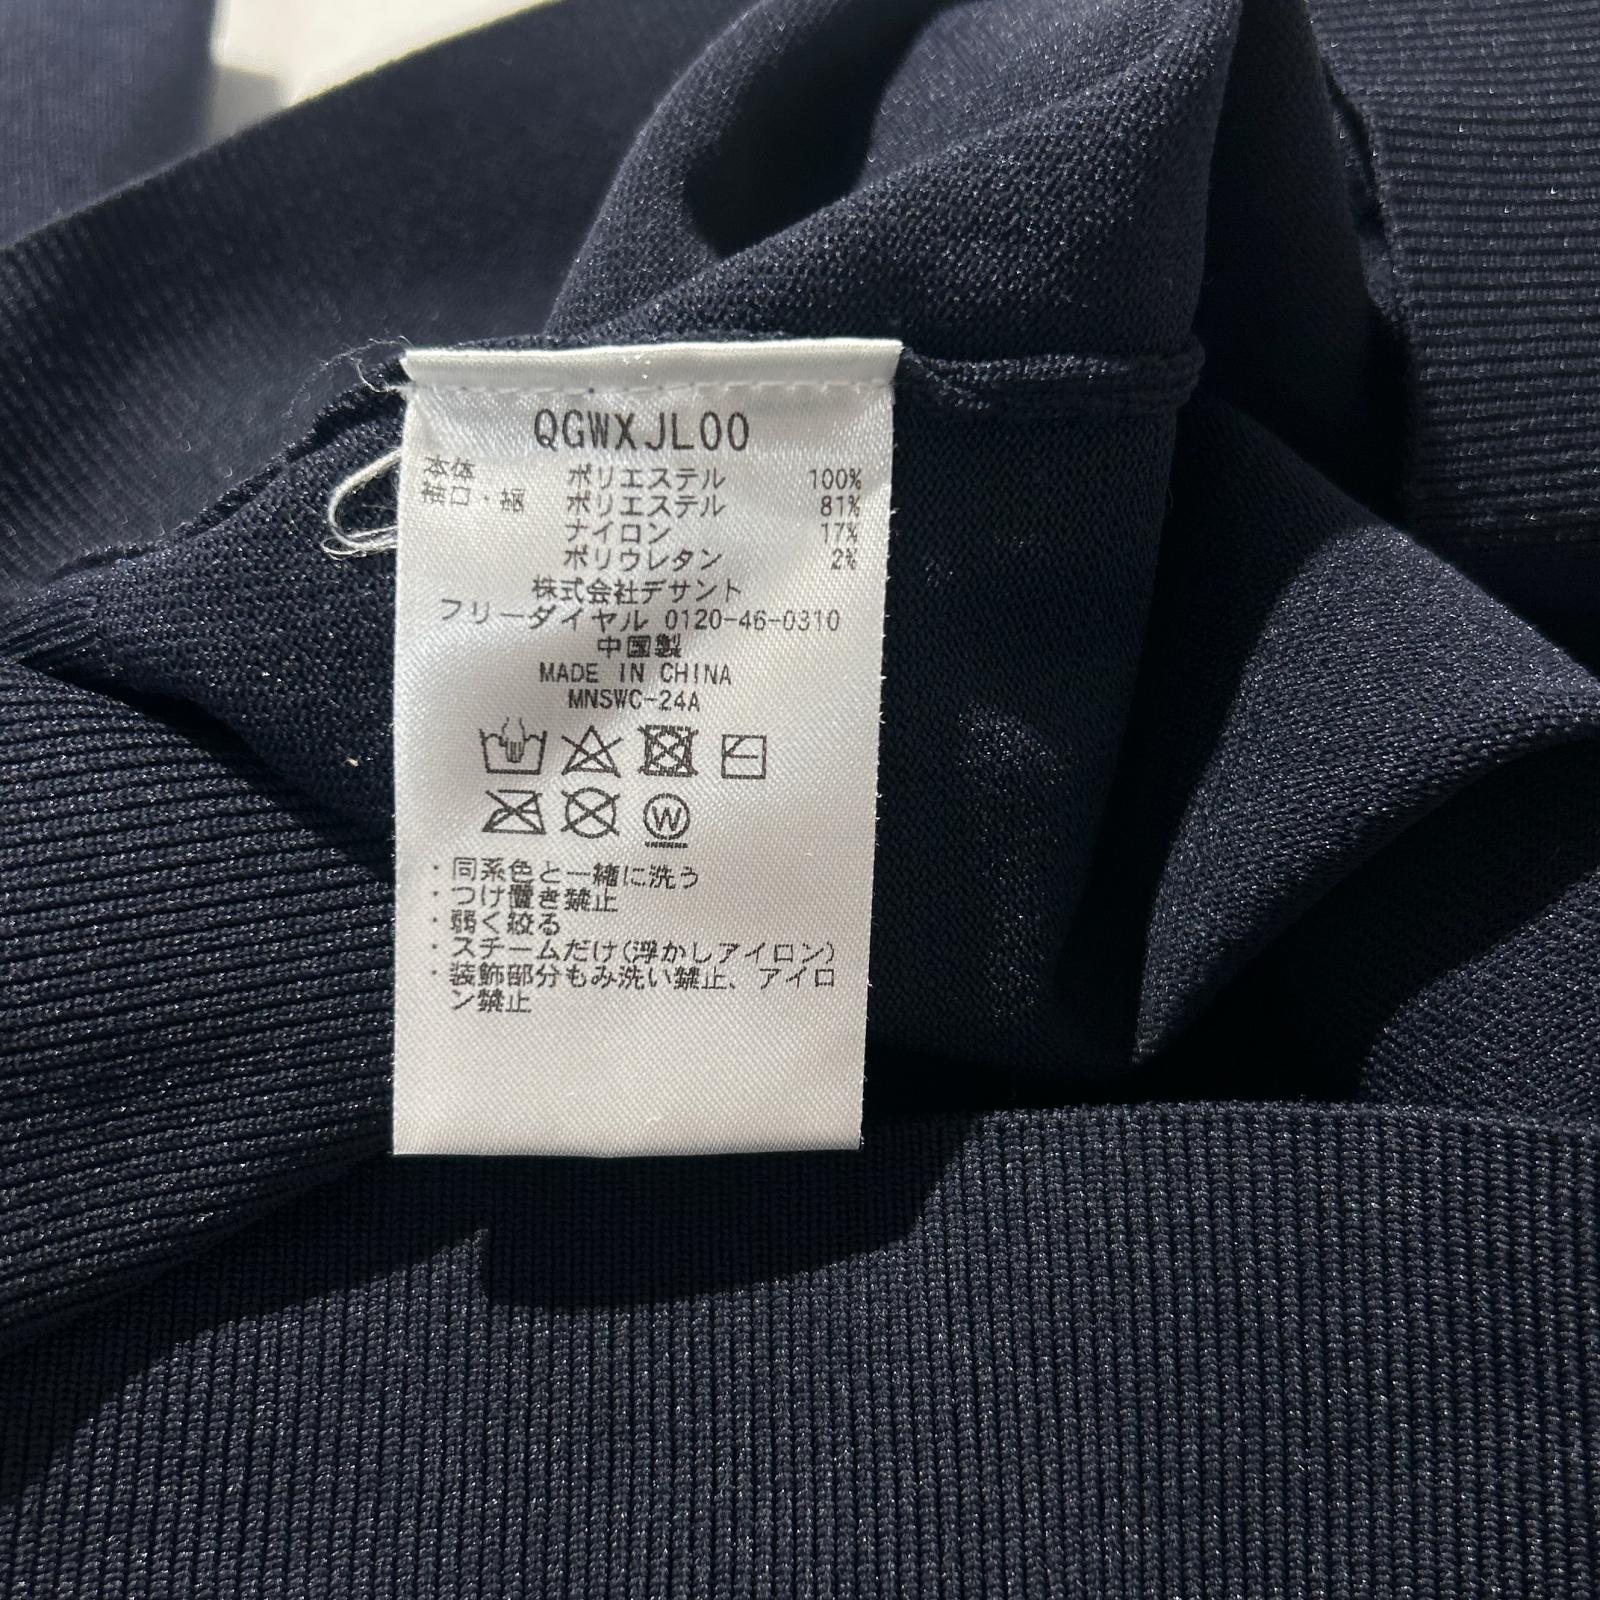 QGWXJL00
本体 ポリエステル 100%
袖口・裾 ポリエステル 81%
ナイロン 17%
ポリウレタン 2%
株式会社デサント
フリーダイヤル 0120-46-0310
中国製
MADE IN CHINA
MNSWC-24A
W
・同系色と一緒に洗う
・つけ置き禁止
・弱く絞る
・スチームだけ(浮かしアイロン)
・装飾部分もみ洗い禁止、アイロ
ン禁止